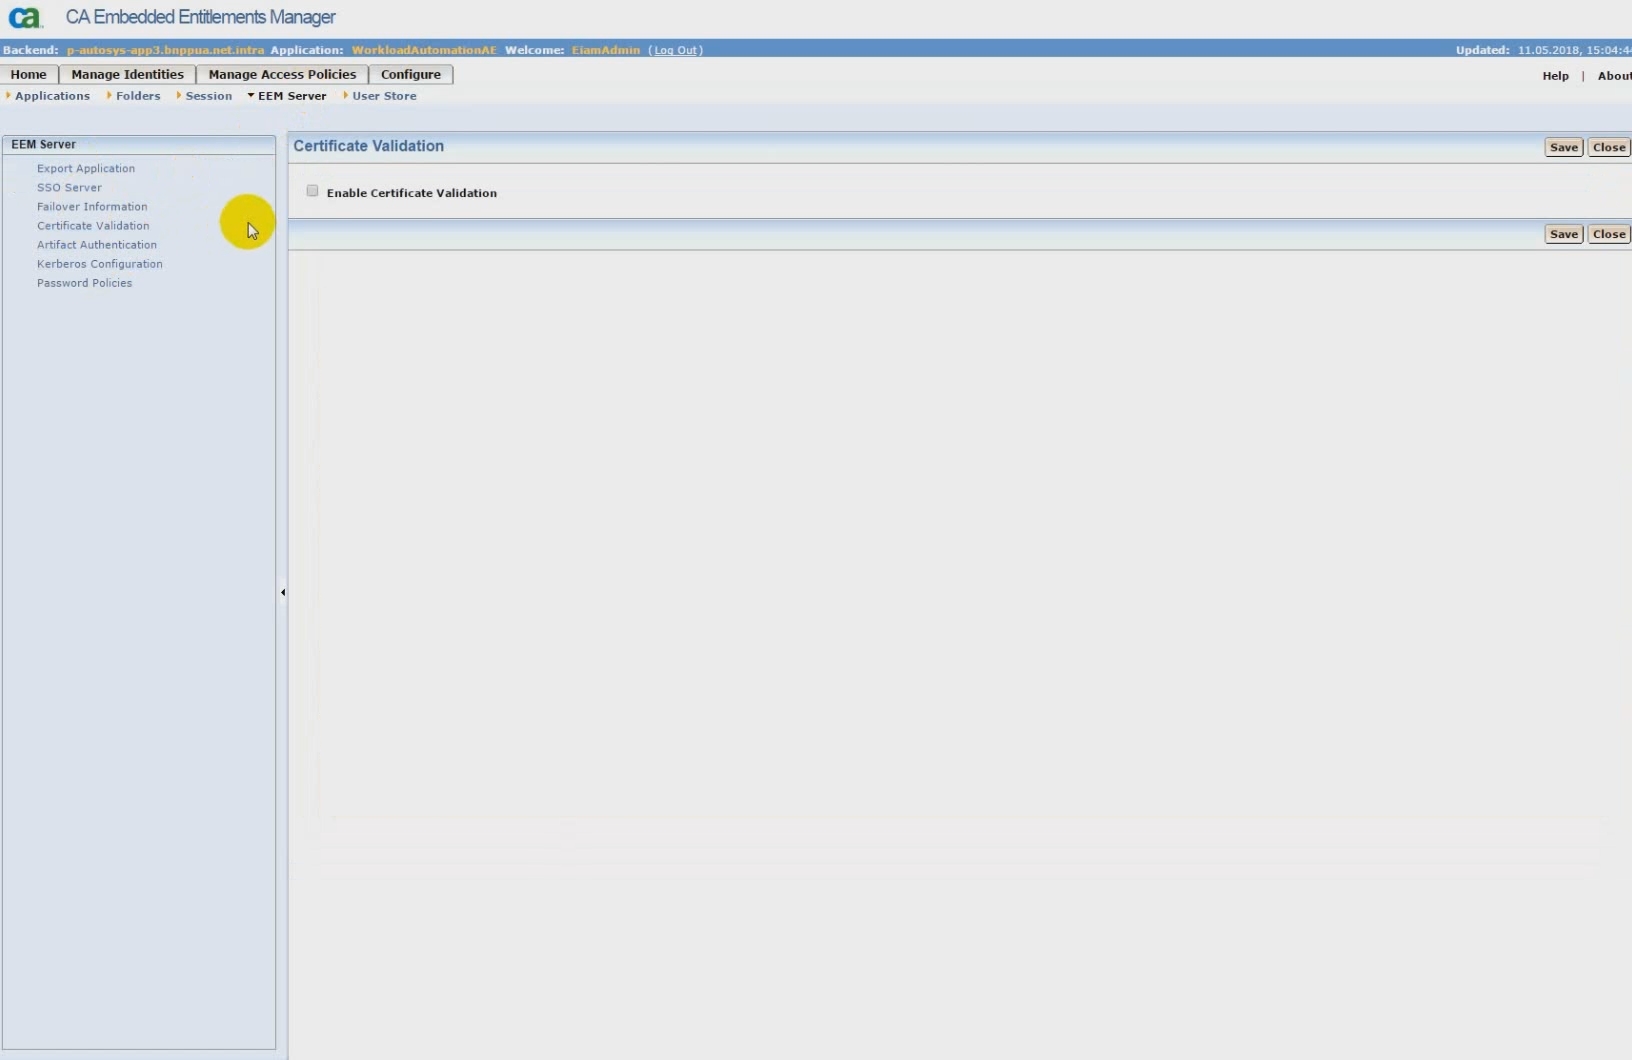 ca CA Embedded Entitlements Manager
Backend: p-autosys-app3.bnppua.net.intra Application: WorkloadAutomationAE Welcome: EiamAdmin (Log Out) Updated: 11.05.2018, 15:04:44
Home Manage Identities Manage Access Policies Configure Help | About
Applications Folders Session EEM Server User Store
EEM Server
Export Application
SSO Server
Failover Information
Certificate Validation
Artifact Authentication
Kerberos Configuration
Password Policies
Certificate Validation Save Close
Enable Certificate Validation
Save Close